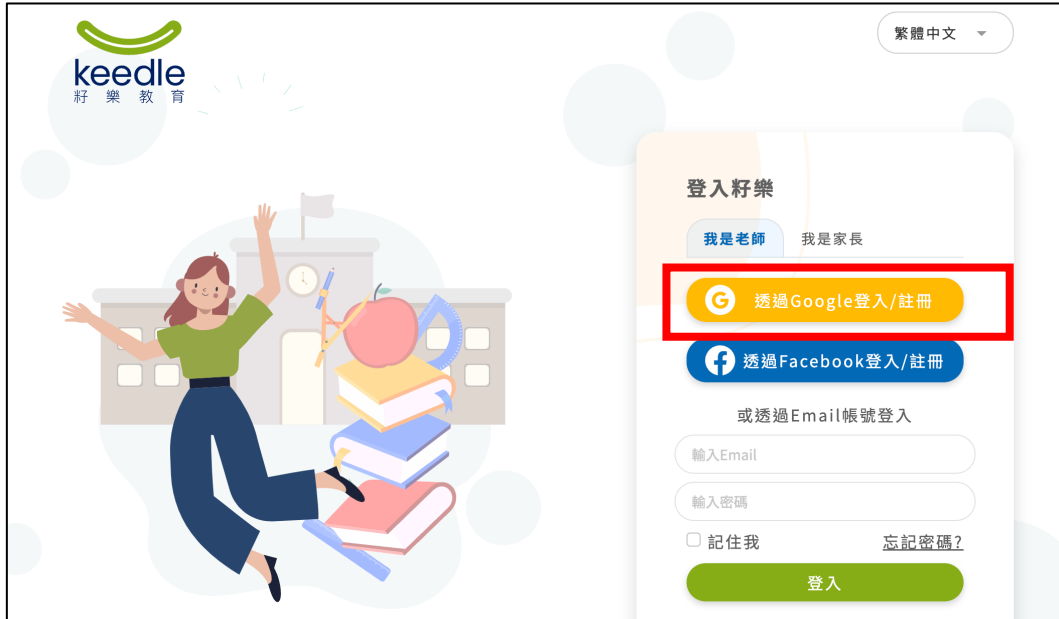 keedle
籽樂教育
繁體中文
登入籽樂
我是老師 我是家長
透過Google登入/註冊
透過Facebook登入/註冊
或透過Email帳號登入
輸入Email
輸入密碼
記住我 忘記密碼?
登入